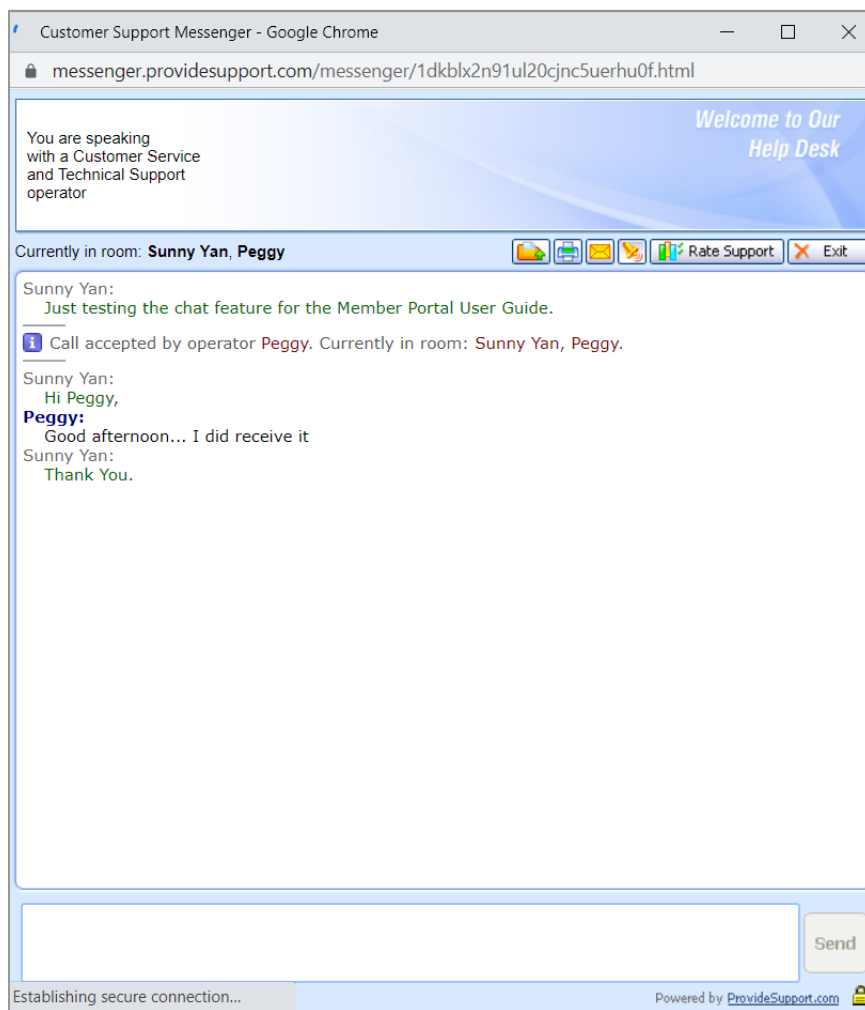 Customer Support Messenger - Google Chrome
messenger.providesupport.com/messenger/1dkblx2n91ul20cjnc5uerhu0f.html
You are speaking
with a Customer Service
and Technical Support
operator
Welcome to Our
Help Desk
Currently in room: Sunny Yan, Peggy
Rate Support
Exit
Sunny Yan:
Just testing the chat feature for the Member Portal User Guide.
Call accepted by operator Peggy. Currently in room: Sunny Yan, Peggy.
Sunny Yan:
Hi Peggy,
Peggy:
Good afternoon... I did receive it
Sunny Yan:
Thank You.
Send
Establishing secure connection...
Powered by ProvideSupport.com